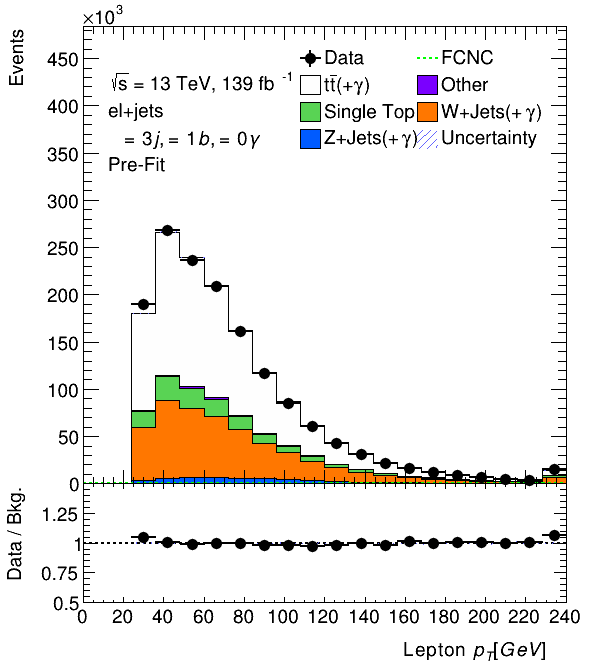 ×10³
Events
450
400
350
300
250
200
150
100
50
0
√s = 13 TeV, 139 fb⁻¹
el+jets
= 3j, = 1b, = 0γ
Pre-Fit
Data
FCNC
tt̄(+γ)
Other
Single Top
W+Jets(+γ)
Z+Jets(+γ)
Uncertainty
Data / Bkg.
1.25
1
0.75
0.5
0 20 40 60 80 100 120 140 160 180 200 220 240
Lepton p_T[GeV]